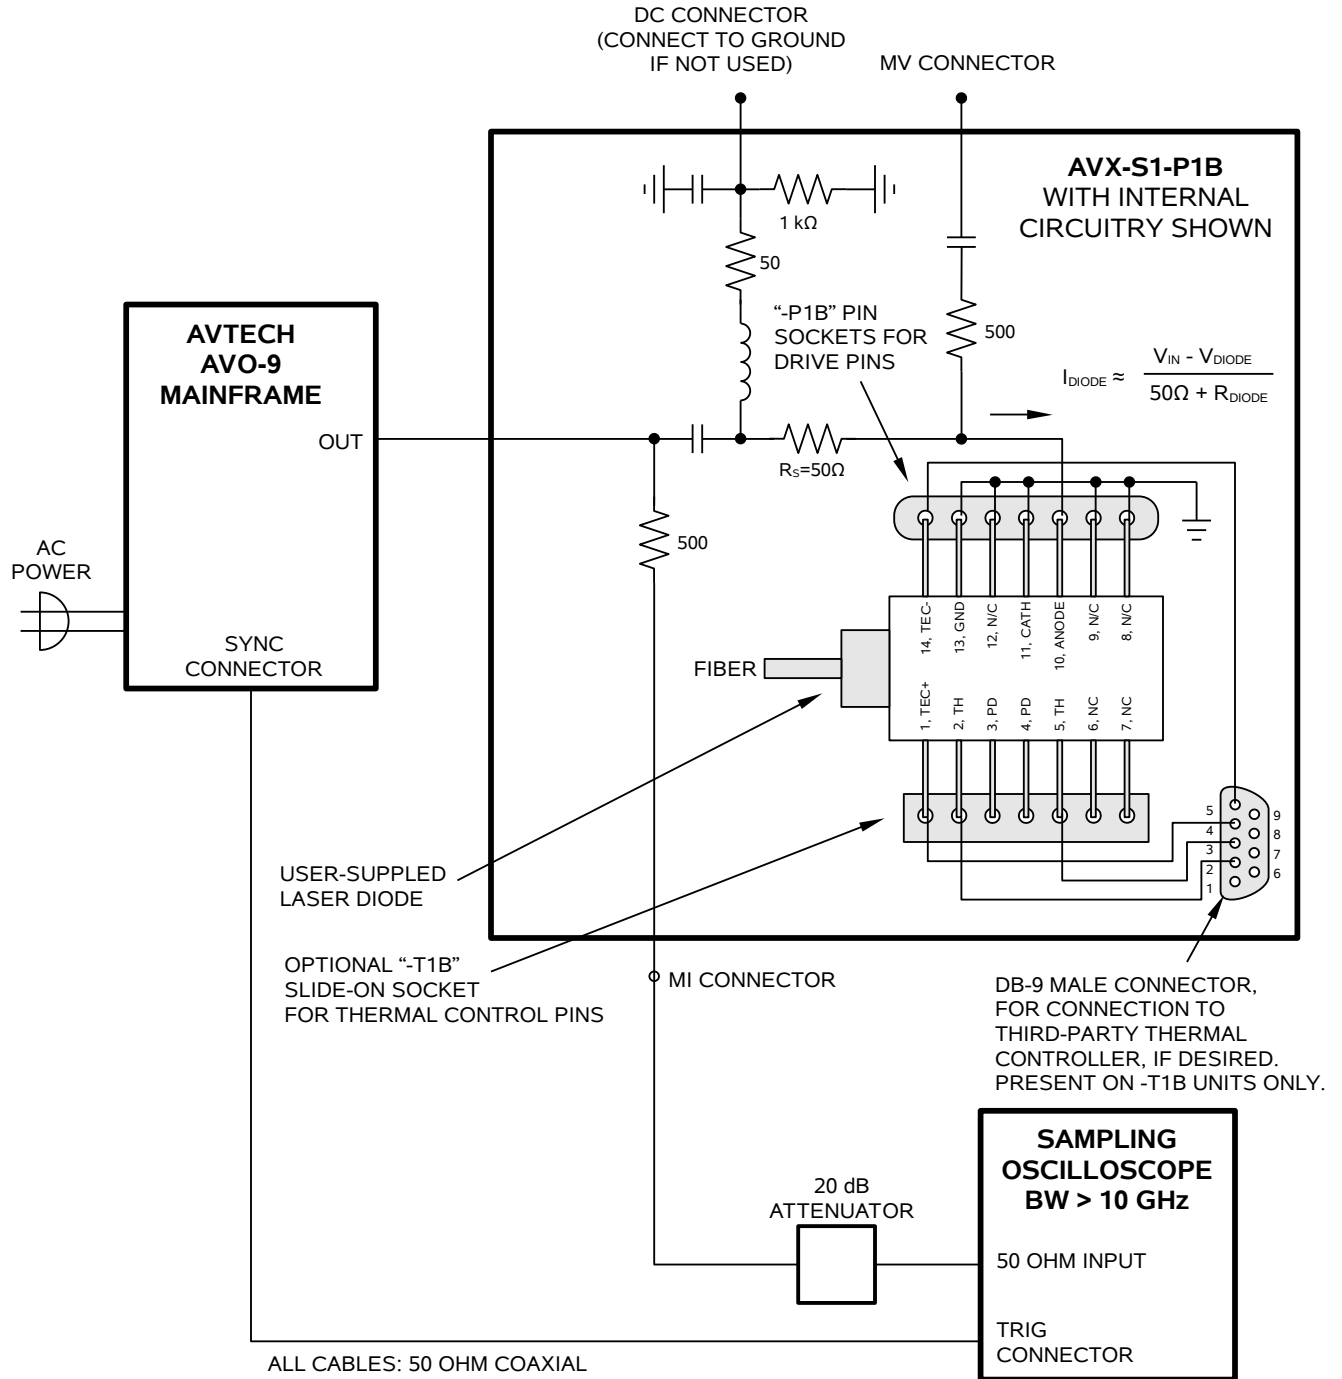 DC CONNECTOR
(CONNECT TO GROUND
IF NOT USED)
MV CONNECTOR
AVX-S1-P1B
WITH INTERNAL
CIRCUITRY SHOWN
1 kΩ
50
500
"-P1B" PIN
SOCKETS FOR
DRIVE PINS
IDIODE ≈
VIN - VDIODE
50Ω + RDIODE
AVTECH
AVO-9
MAINFRAME
OUT
RS=50Ω
500
AC
POWER
SYNC
CONNECTOR
14, TEC-
13, GND
12, N/C
11, CATH
10, ANODE
9, N/C
8, N/C
FIBER
1, TEC+
2, TH
3, PD
4, PD
5, TH
6, NC
7, NC
5
4
3
2
1
9
8
7
6
USER-SUPPLED
LASER DIODE
OPTIONAL "-T1B"
SLIDE-ON SOCKET
FOR THERMAL CONTROL PINS
MI CONNECTOR
DB-9 MALE CONNECTOR,
FOR CONNECTION TO
THIRD-PARTY THERMAL
CONTROLLER, IF DESIRED.
PRESENT ON -T1B UNITS ONLY.
SAMPLING
OSCILLOSCOPE
BW > 10 GHz
20 dB
ATTENUATOR
50 OHM INPUT
TRIG
CONNECTOR
ALL CABLES: 50 OHM COAXIAL